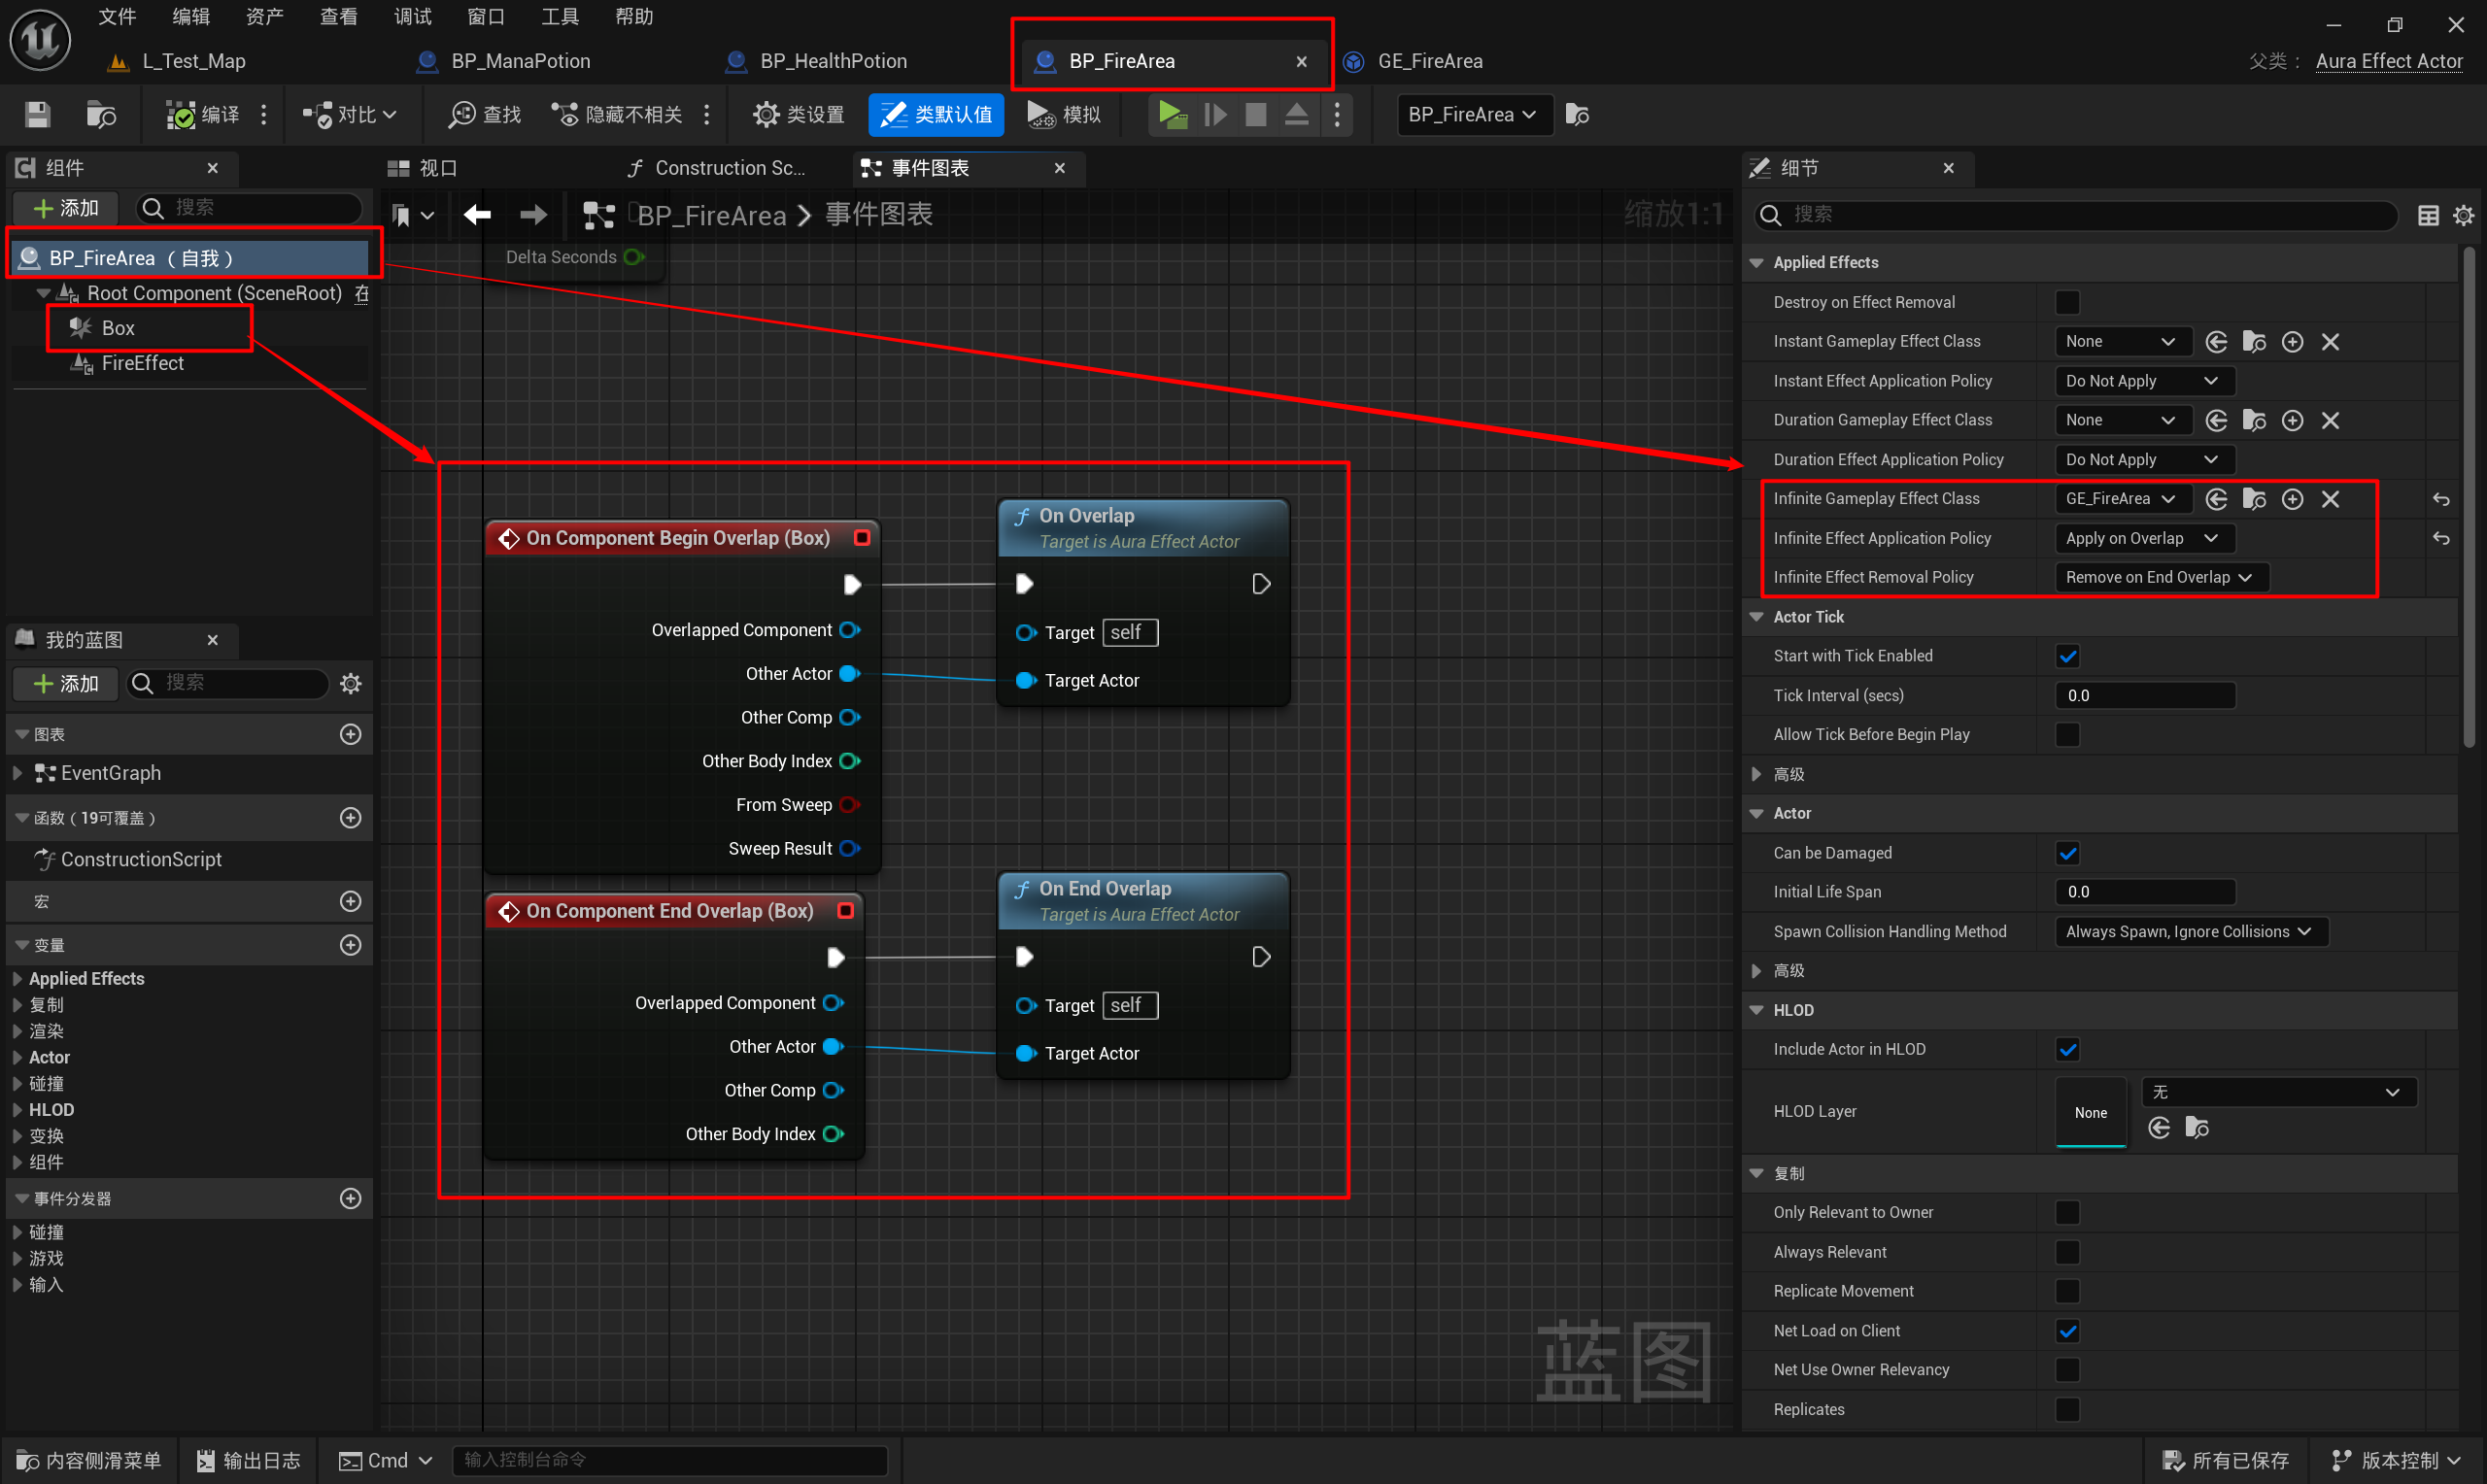 文件 编辑 资产 查看 调试 窗口 工具 帮助
L_Test_Map BP_ManaPotion BP_HealthPotion BP_FireArea GE_FireArea 父类： Aura Effect Actor
编译 对比 查找 隐藏不相关 类设置 类默认值 模拟 BP_FireArea
组件
添加 搜索
BP_FireArea （自我）
Root Component (SceneRoot) 在
Box
FireEffect
我的蓝图
添加 搜索
图表
EventGraph
函数（19可覆盖）
ConstructionScript
宏
变量
Applied Effects
复制
渲染
Actor
碰撞
HLOD
变换
组件
事件分发器
碰撞
游戏
输入
视口 Construction Sc... 事件图表
BP_FireArea 事件图表 缩放1:1
Delta Seconds
On Component Begin Overlap (Box)
Overlapped Component
Other Actor
Other Comp
Other Body Index
From Sweep
Sweep Result
On Overlap
Target is Aura Effect Actor
Target self
Target Actor
On Component End Overlap (Box)
Overlapped Component
Other Actor
Other Comp
Other Body Index
On End Overlap
Target is Aura Effect Actor
Target self
Target Actor
蓝图
细节
搜索
Applied Effects
Destroy on Effect Removal
Instant Gameplay Effect Class None
Instant Effect Application Policy Do Not Apply
Duration Gameplay Effect Class None
Duration Effect Application Policy Do Not Apply
Infinite Gameplay Effect Class GE_FireArea
Infinite Effect Application Policy Apply on Overlap
Infinite Effect Removal Policy Remove on End Overlap
Actor Tick
Start with Tick Enabled
Tick Interval (secs) 0.0
Allow Tick Before Begin Play
高级
Actor
Can be Damaged
Initial Life Span 0.0
Spawn Collision Handling Method Always Spawn, Ignore Collisions
高级
HLOD
Include Actor in HLOD
HLOD Layer None 无
复制
Only Relevant to Owner
Always Relevant
Replicate Movement
Net Load on Client
Net Use Owner Relevancy
Replicates
内容侧滑菜单 输出日志 Cmd 输入控制台命令 所有已保存 版本控制